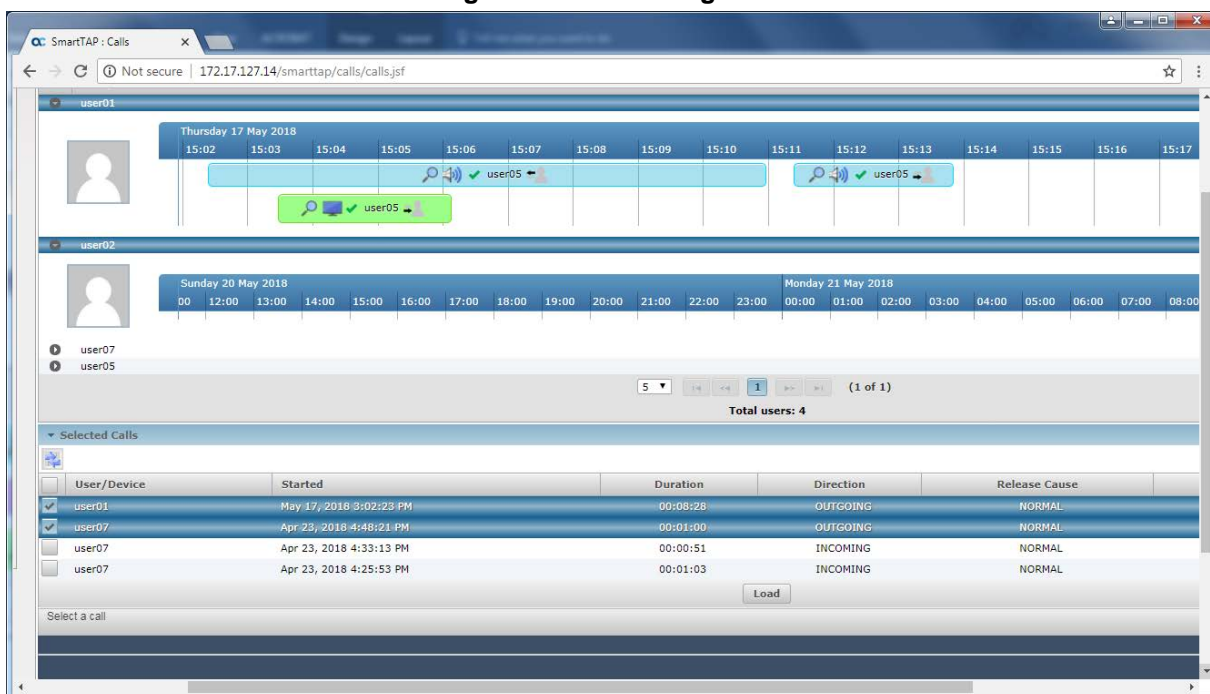 SmartTAP : Calls
Not secure | 172.17.127.14/smarttap/calls/calls.jsf
user01
Thursday 17 May 2018
15:02 15:03 15:04 15:05 15:06 15:07 15:08 15:09 15:10 15:11 15:12 15:13 15:14 15:15 15:16 15:17
user05 user05
user05
user02
Sunday 20 May 2018 Monday 21 May 2018
00 12:00 13:00 14:00 15:00 16:00 17:00 18:00 19:00 20:00 21:00 22:00 23:00 00:00 01:00 02:00 03:00 04:00 05:00 06:00 07:00 08:00
user07
user05
5 1 (1 of 1)
Total users: 4
Selected Calls
User/Device Started Duration Direction Release Cause
user01 May 17, 2018 3:02:23 PM 00:08:28 OUTGOING NORMAL
user07 Apr 23, 2018 4:48:21 PM 00:01:00 OUTGOING NORMAL
user07 Apr 23, 2018 4:33:13 PM 00:00:51 INCOMING NORMAL
user07 Apr 23, 2018 4:25:53 PM 00:01:03 INCOMING NORMAL
Load
Select a call